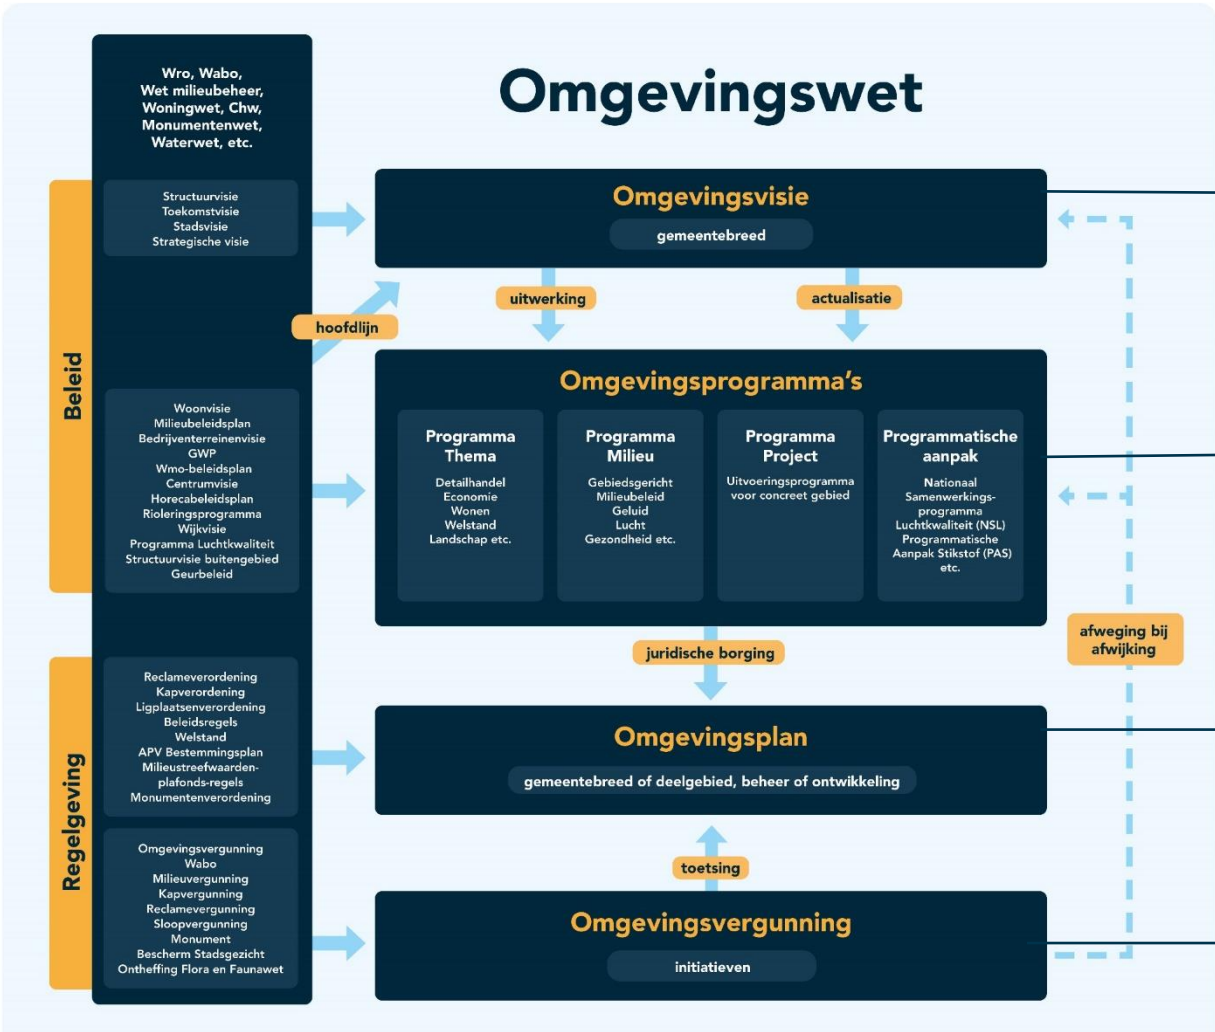 Omgevingswet
Wro, Wabo,
Wet milieubeheer,
Woningwet, Chw,
Monumentenwet,
Waterwet, etc.
Beleid
Structuurvisie
Toekomstvisie
Stadsvisie
Strategische visie
Omgevingsvisie
gemeentebreed
uitwerking
actualisatie
hoofdlijn
Woonvisie
Milieubeleidsplan
Bedrijventerreinenvisie
GWP
Wmo-beleidsplan
Centrumvisie
Horecabeleidsplan
Rioleringsprogramma
Wijkvisie
Programma Luchtkwaliteit
Structuurvisie buitengebied
Geurbeleid
Omgevingsprogramma's
Programma
Thema
Detailhandel
Economie
Wonen
Welstand
Landschap etc.
Programma
Milieu
Gebiedsgericht
Milieubeleid
Geluid
Lucht
Gezondheid etc.
Programma
Project
Uitvoeringsprogramma
voor concreet gebied
Programmatische
aanpak
Nationaal
Samenwerkings-
programma
Luchtkwaliteit (NSL)
Programmatische
Aanpak Stikstof (PAS)
etc.
afweging bij
afwijking
juridische borging
Regelgeving
Reclameverordening
Kapverordening
Ligplaatsenverordening
Beleidsregels
Welstand
APV Bestemmingsplan
Milieustreefwaarden-
plafonds-regels
Monumentenverordening
Omgevingsplan
gemeentebreed of deelgebied, beheer of ontwikkeling
toetsing
Omgevingsvergunning
Wabo
Milieuvergunning
Kapvergunning
Reclamevergunning
Sloopvergunning
Monument
Bescherm Stadsgezicht
Ontheffing Flora en Faunawet
Omgevingsvergunning
initiatieven